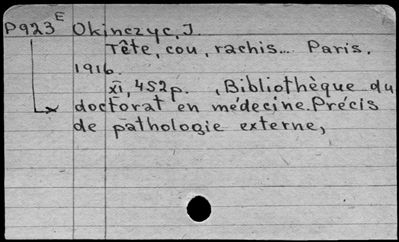 P923E Okinczyc, J.
Tête, cou, rachis... Paris,
1916.
xi, 452p. , Bibliothèque du
doctorat en médecine. Précis
de pathologie externe,